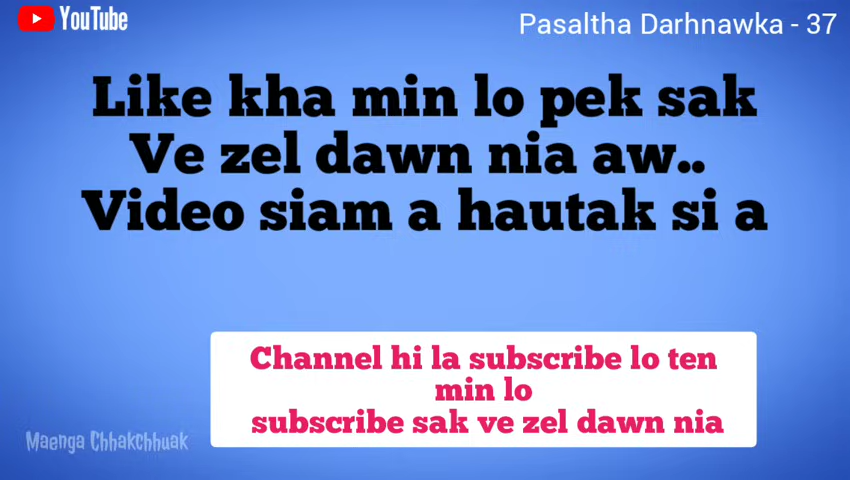 YouTube
Pasaltha Darhnawka - 37
Like kha min lo pek sak
Ve zel dawn nia aw..
Video siam a hautak si a
Channel hi la subscribe lo ten
min lo
subscribe sak ve zel dawn nia
Maenga Chhakchhuak